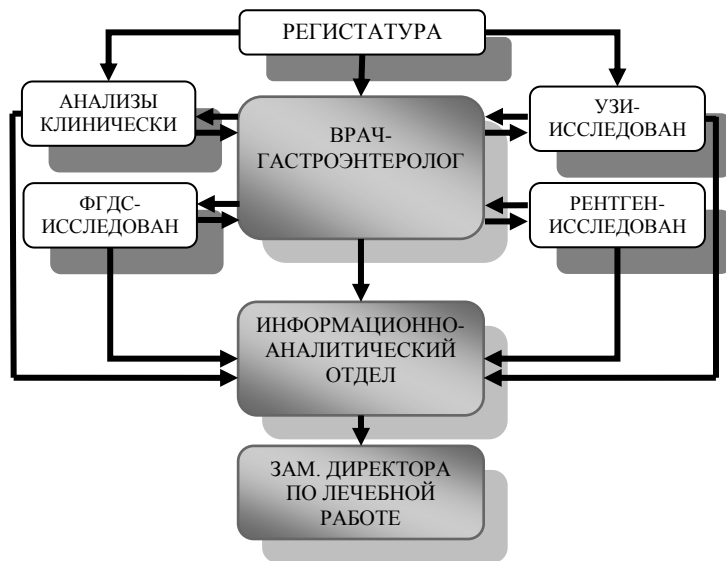 РЕГИСТАТУРА
АНАЛИЗЫ
КЛИНИЧЕСКИ
ВРАЧ-
ГАСТРОЭНТЕРОЛОГ
УЗИ-
ИССЛЕДОВАН
ФГДС-
ИССЛЕДОВАН
РЕНТГЕН-
ИССЛЕДОВАН
ИНФОРМАЦИОННО-
АНАЛИТИЧЕСКИЙ
ОТДЕЛ
ЗАМ. ДИРЕКТОРА
ПО ЛЕЧЕБНОЙ
РАБОТЕ